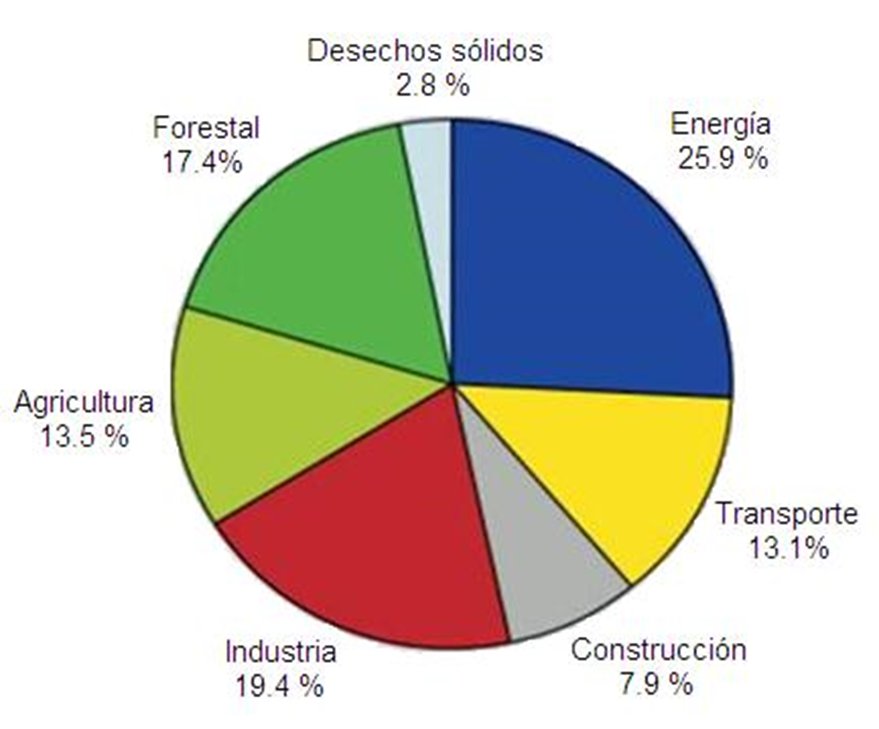 Desechos sólidos
2.8 %
Energía
25.9 %
Forestal
17.4%
Agricultura
13.5 %
Transporte
13.1%
Industria
19.4 %
Construcción
7.9 %